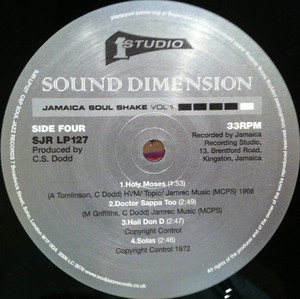 1 STUDIO
SOUND DIMENSION
JAMAICA SOUL SHAKE VOL 1
SIDE FOUR
SJR LP127
Produced by
C.S. Dodd
33RPM
Recorded by Jamaica
Recording Studio,
13, Brentford Road,
Kingston, Jamaica
1.Holy Moses (1:53)
(A Tomlinson, C Dodd) HVM/ Topic/ Jamrec Music (MCPS) 1968
2.Doctor Sappa Too (2:49)
(M Griffiths, C Dodd) Jamrec Music (MCPS)
3.Hail Don D (2:47)
Copyright Control
4.Solas (2:46)
Copyright Control 1972